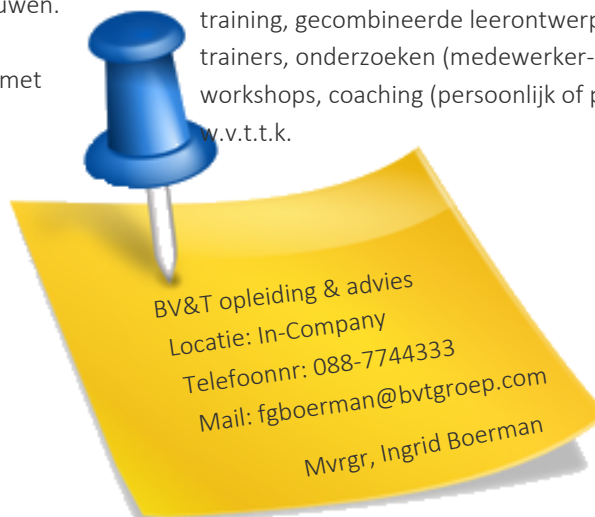 ouwen.
met
training, gecombineerde leerontwerp
trainers, onderzoeken (medewerker-
workshops, coaching (persoonlijk of p
w.v.t.t.k.
BV&T opleiding & advies
Locatie: In-Company
Telefoonnr: 088-7744333
Mail: fgboerman@bvtgroep.com
Mvrgr, Ingrid Boerman